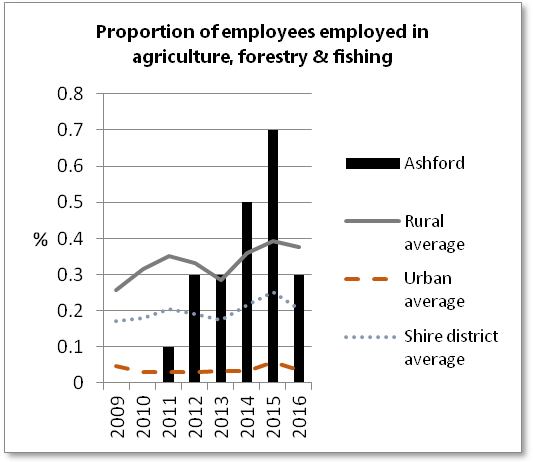 Proportion of employees employed in
agriculture, forestry & fishing
0.8
0.7
0.6
0.5
0.4
0.3
0.2
0.1
0
%
2009
2010
2011
2012
2013
2014
2015
2016
Ashford
Rural
average
Urban
average
Shire district
average